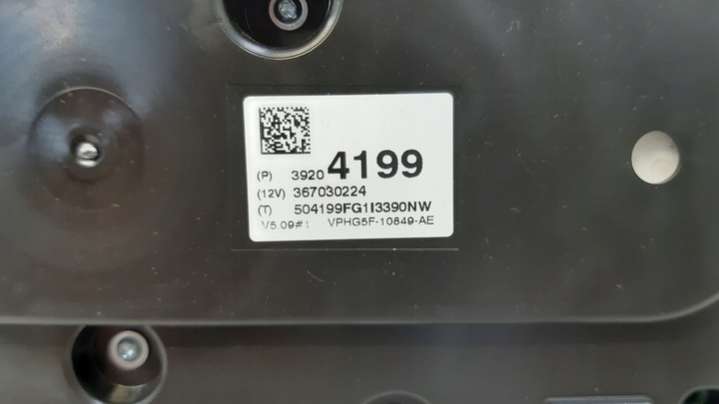 (P) 3920 4199
(12V) 367030224
(T) 504199FG1I3390NW
V5.09#1 VPHG5F-10849-AE